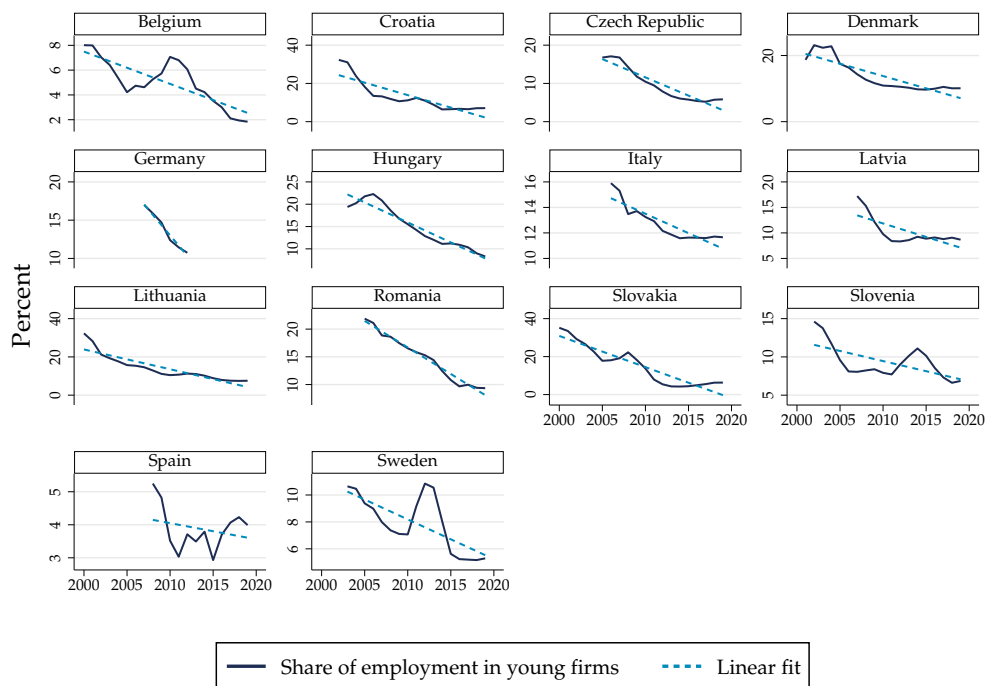 Belgium Croatia Czech Republic Denmark
8 6 4 2
40 20 0
20 10 0
20 0
Germany Hungary Italy Latvia
20 15 10
25 20 15 10
16 14 12 10
20 15 10 5
Percent
Lithuania Romania Slovakia Slovenia
40 20 0
20 15 10
40 20 0
15 10 5
2000 2005 2010 2015 2020 2000 2005 2010 2015 2020
Spain Sweden
5 4 3
10 8 6
2000 2005 2010 2015 2020 2000 2005 2010 2015 2020
Share of employment in young firms Linear fit